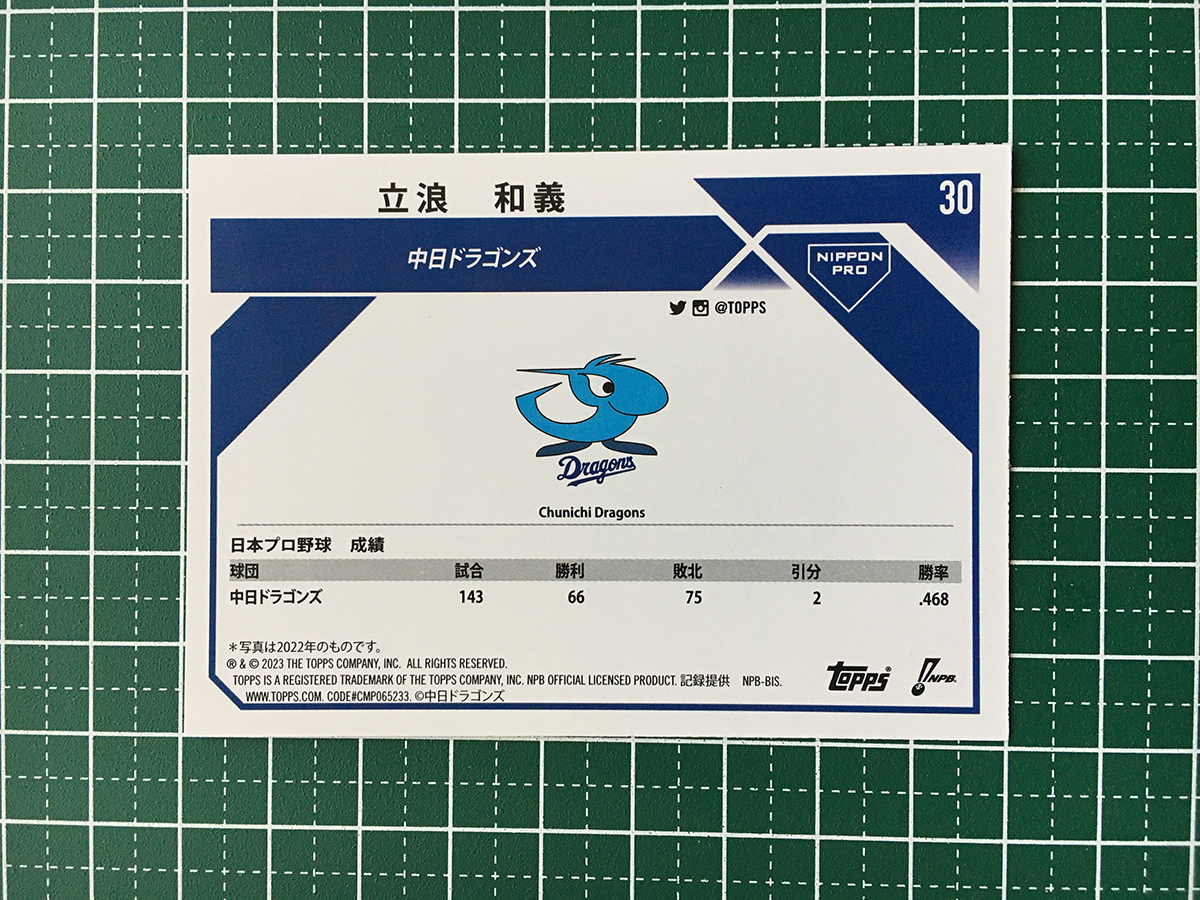 立浪 和義
30
中日ドラゴンズ
NIPPON
PRO
@TOPPS
Dragons
Chunichi Dragons
日本プロ野球 成績
球団 試合 勝利 敗北 引分 勝率
中日ドラゴンズ 143 66 75 2 .468
*写真は2022年のものです。
® & © 2023 THE TOPPS COMPANY, INC. ALL RIGHTS RESERVED.
TOPPS IS A REGISTERED TRADEMARK OF THE TOPPS COMPANY, INC. NPB OFFICIAL LICENSED PRODUCT. 記録提供 NPB-BIS.
WWW.TOPPS.COM. CODE#CMP065233. ©中日ドラゴンズ
Topps®
NPB.